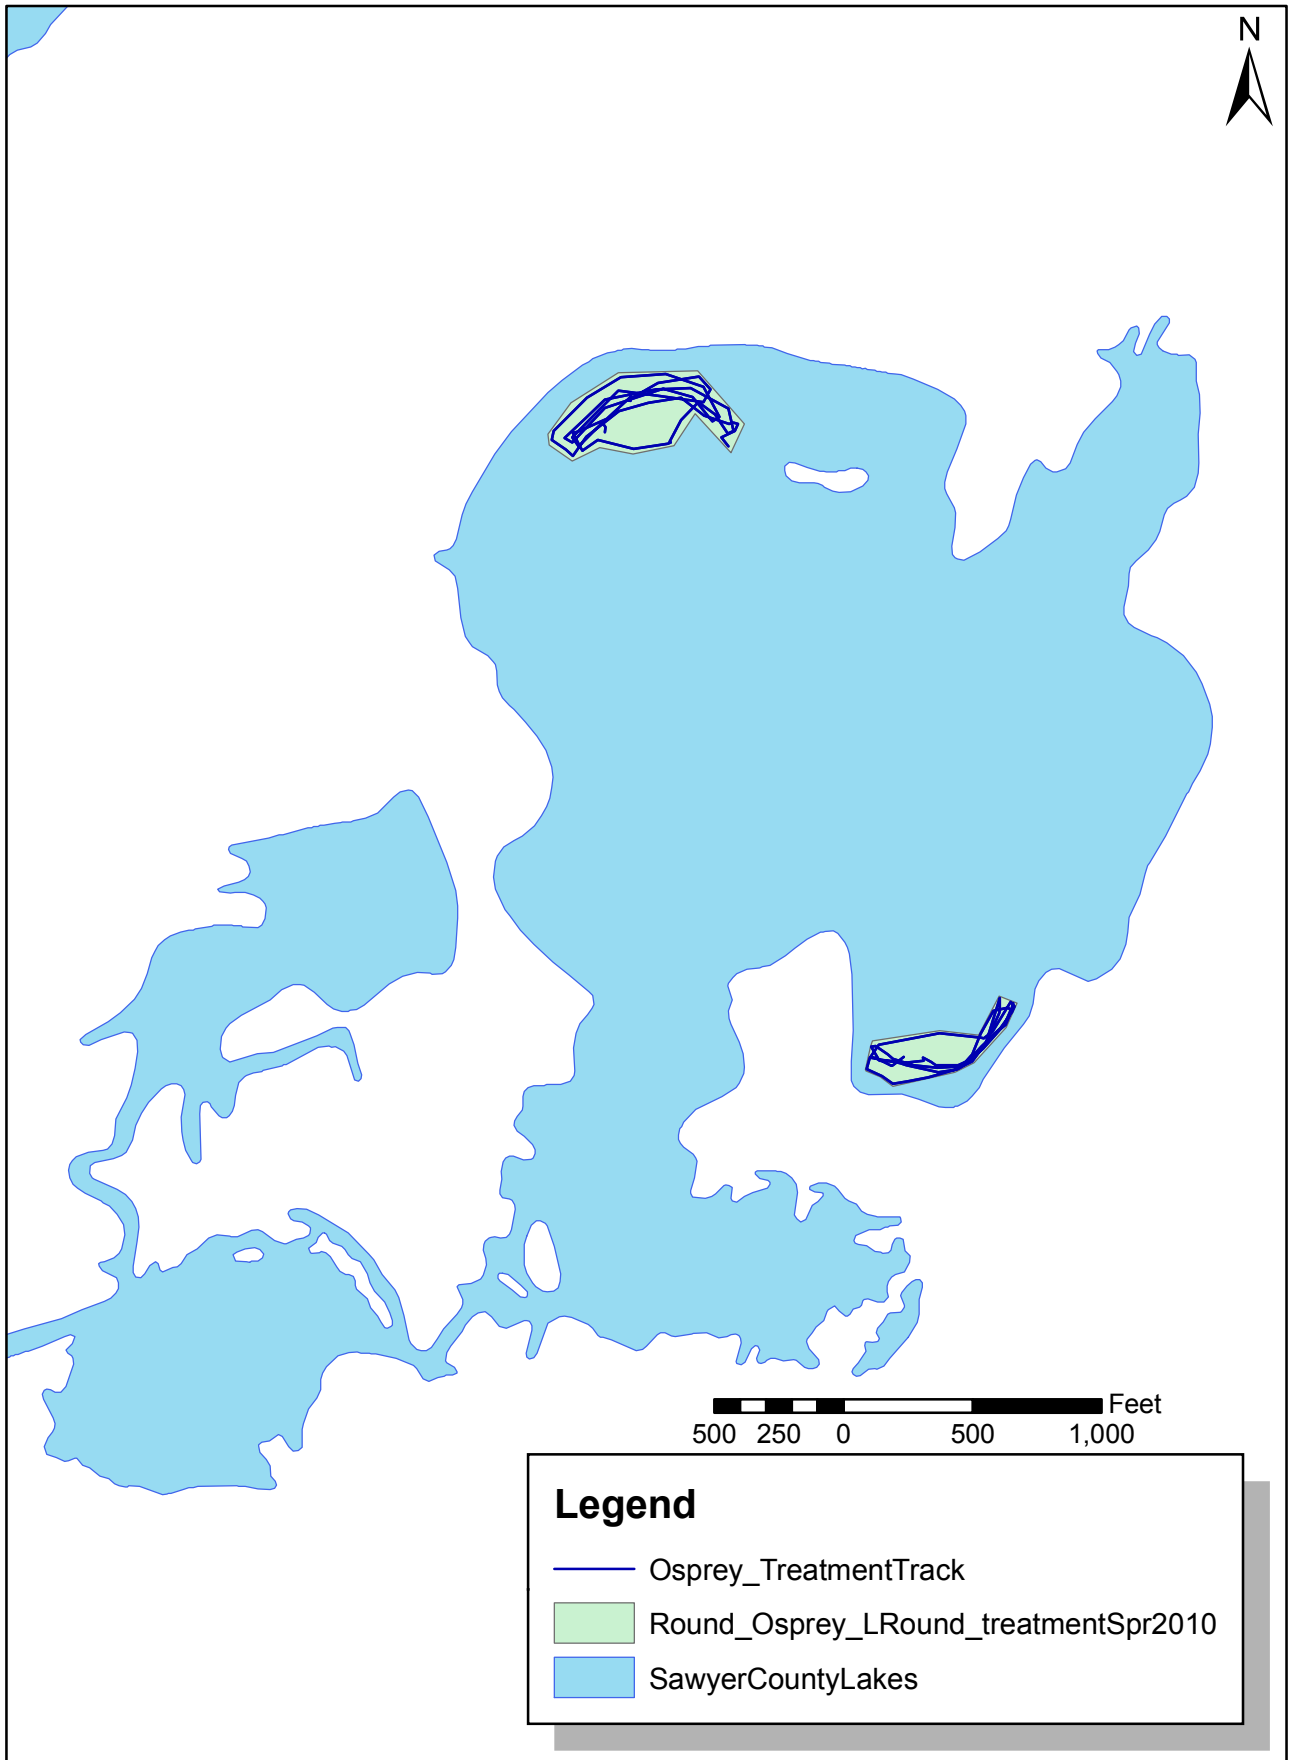 N
Feet
500 250 0 500 1,000
Legend
Osprey_TreatmentTrack
Round_Osprey_LRound_treatmentSpr2010
SawyerCountyLakes